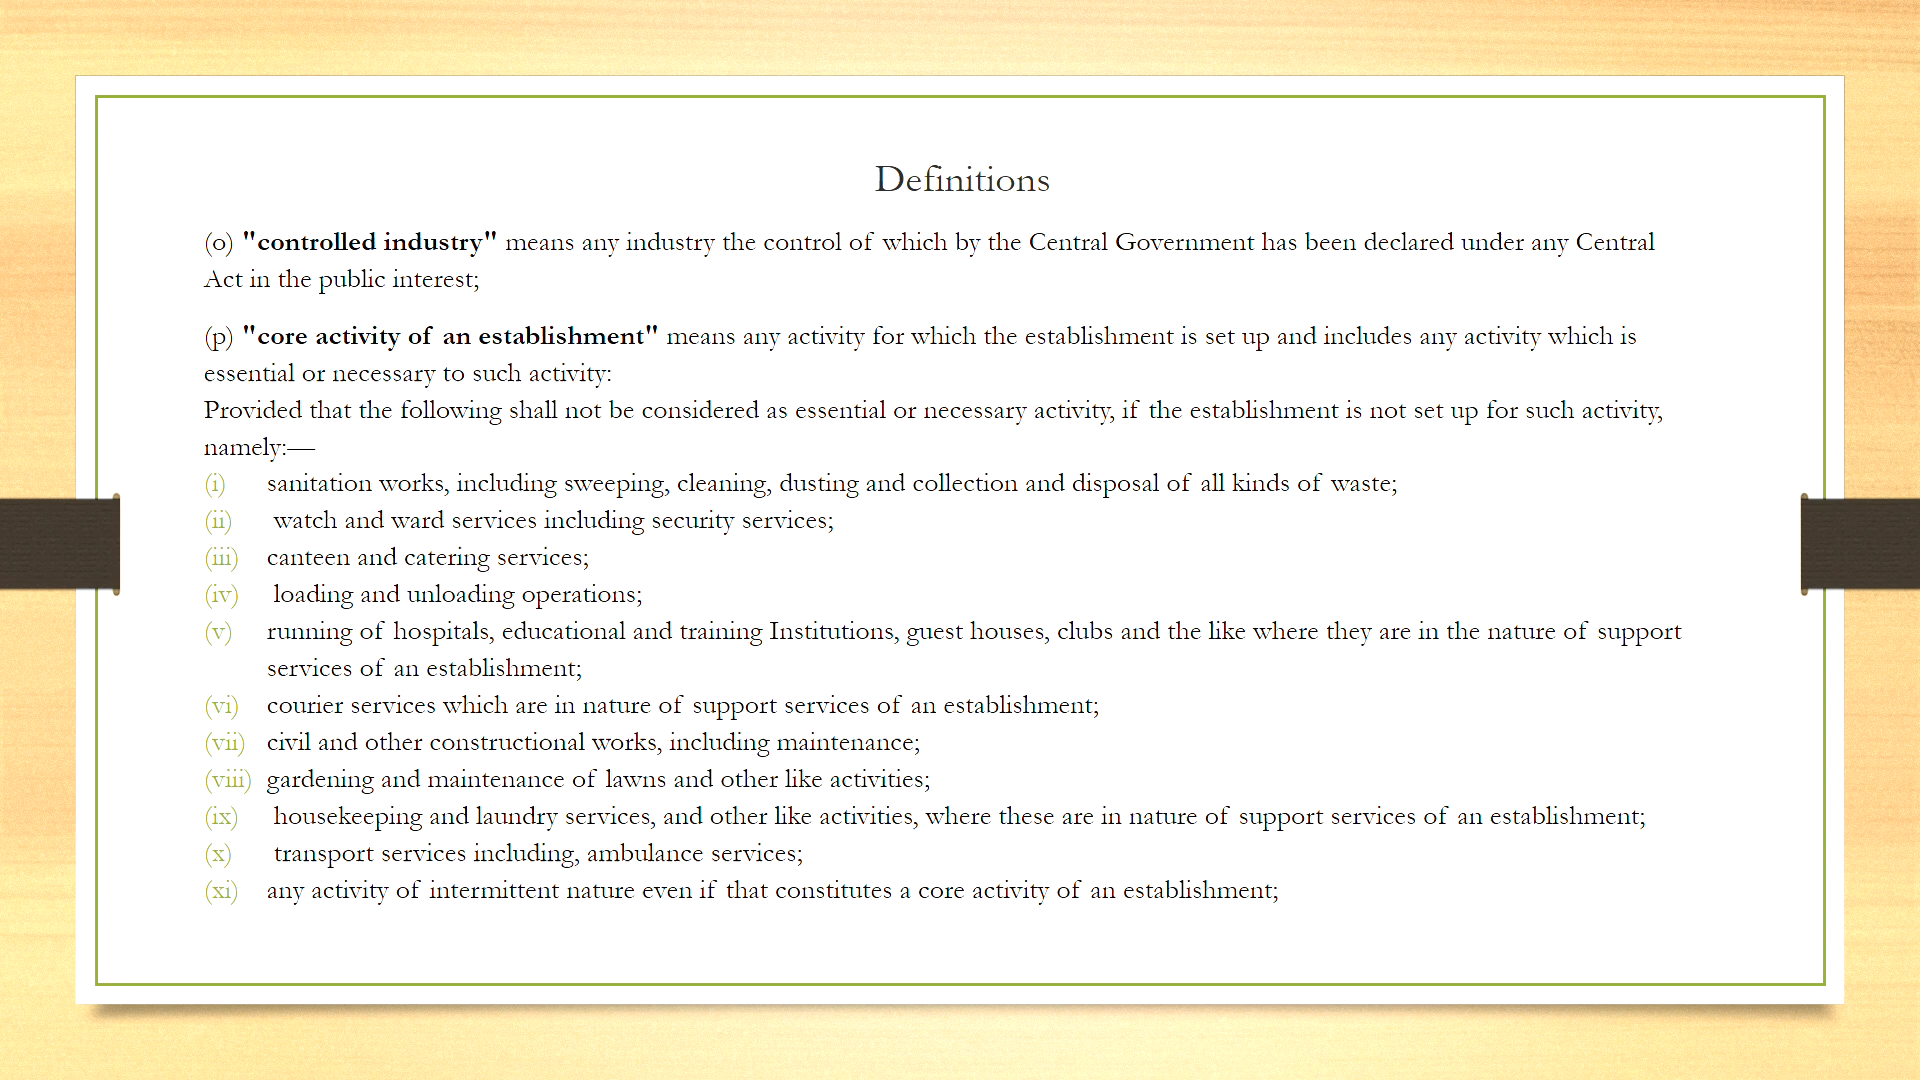 Definitions
(o) "controlled industry" means any industry the control of which by the Central Government has been declared under any Central
Act in the public interest;
(p) "core activity of an establishment" means any activity for which the establishment is set up and includes any activity which is
essential or necessary to such activity:
Provided that the following shall not be considered as essential or necessary activity, if the establishment is not set up for such activity,
namely:—
(i) sanitation works, including sweeping, cleaning, dusting and collection and disposal of all kinds of waste;
(ii) watch and ward services including security services;
(iii) canteen and catering services;
(iv) loading and unloading operations;
(v) running of hospitals, educational and training Institutions, guest houses, clubs and the like where they are in the nature of support
services of an establishment;
(vi) courier services which are in nature of support services of an establishment;
(vii) civil and other constructional works, including maintenance;
(viii) gardening and maintenance of lawns and other like activities;
(ix) housekeeping and laundry services, and other like activities, where these are in nature of support services of an establishment;
(x) transport services including, ambulance services;
(xi) any activity of intermittent nature even if that constitutes a core activity of an establishment;